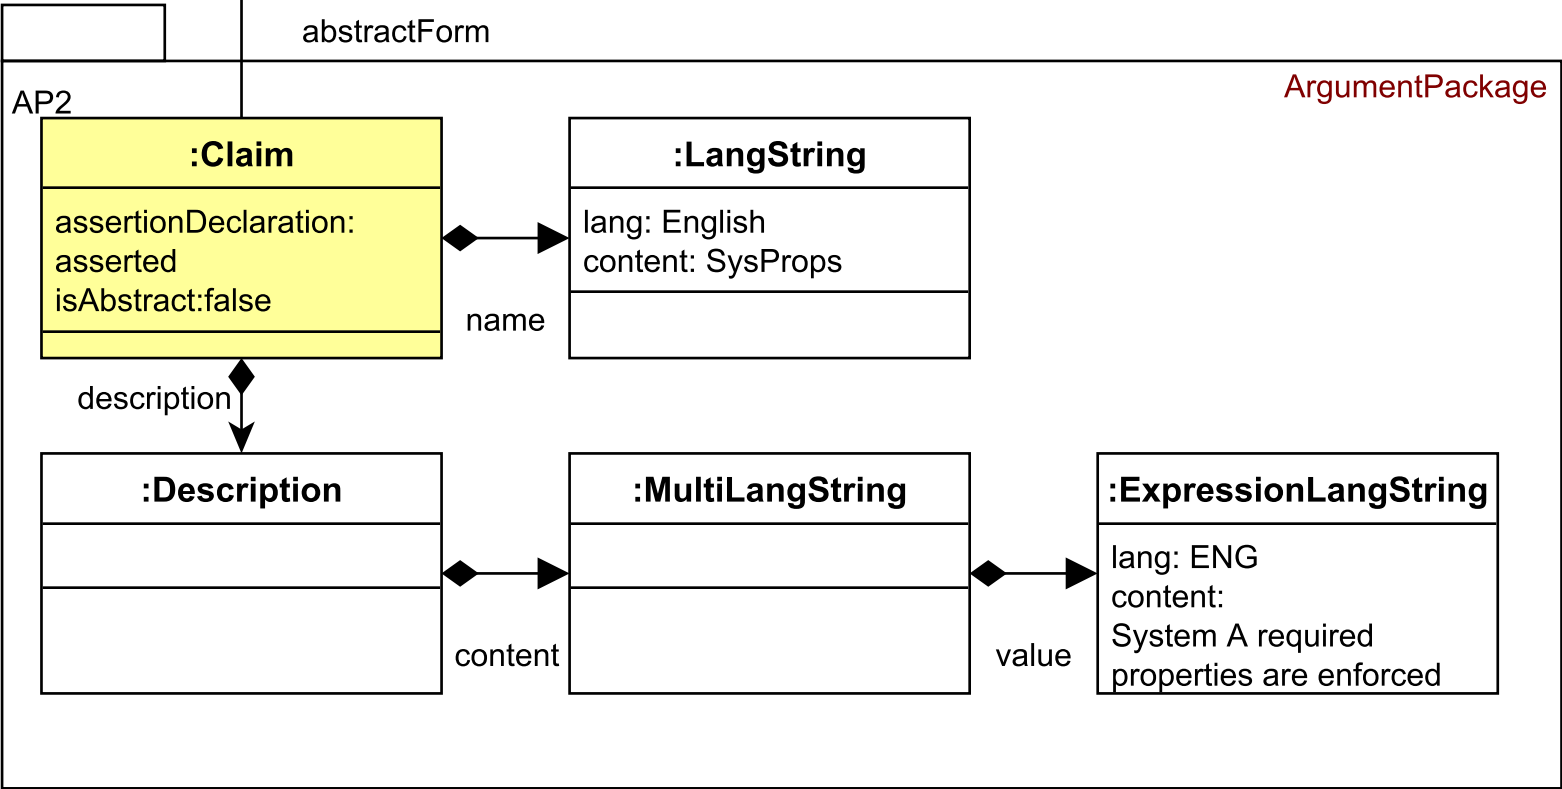 abstractForm
ArgumentPackage
AP2
:Claim
assertionDeclaration:
asserted
isAbstract:false
name
:LangString
lang: English
content: SysProps
description
:Description
content
:MultiLangString
value
:ExpressionLangString
lang: ENG
content:
System A required
properties are enforced